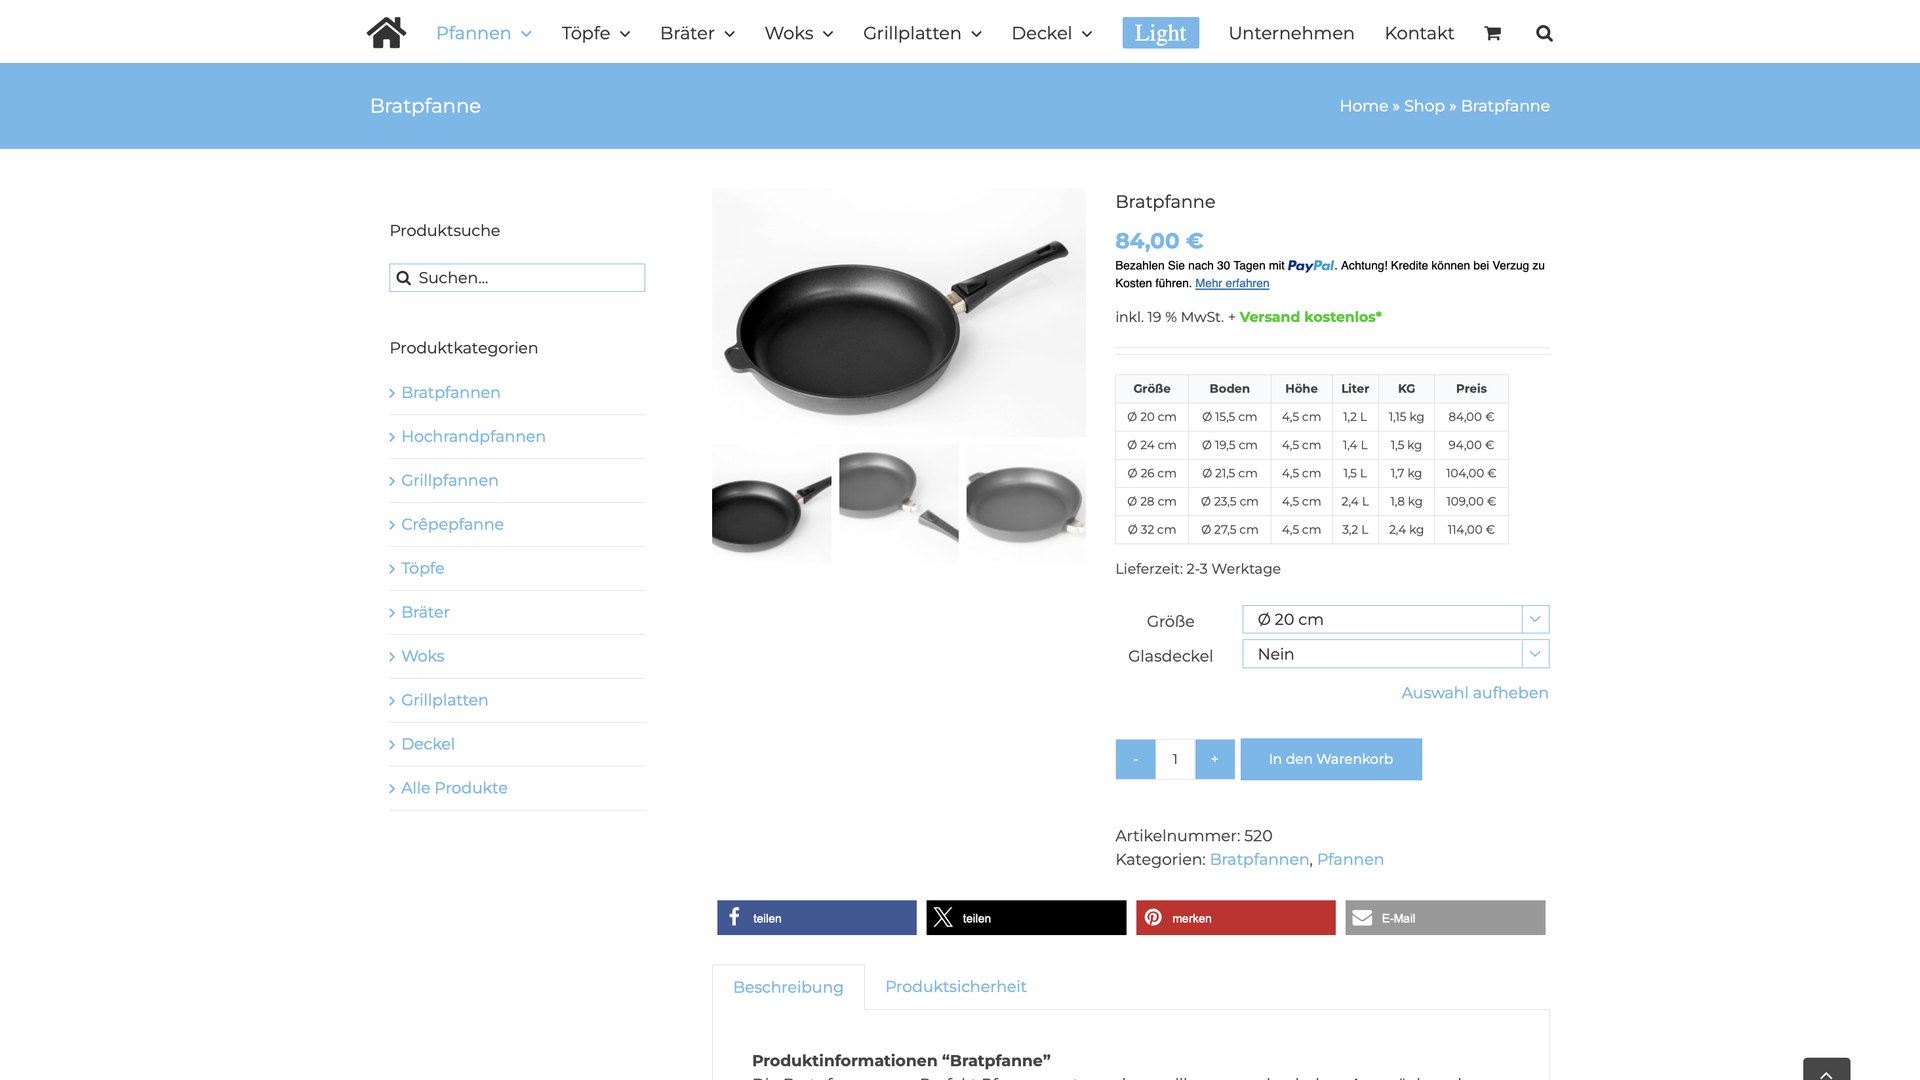 Pfannen
Töpfe
Bräter
Woks
Grillplatten
Deckel
Light
Unternehmen
Kontakt
Bratpfanne
Home » Shop » Bratpfanne
Produktsuche
Suchen...
Produktkategorien
Bratpfannen
Hochrandpfannen
Grillpfannen
Crêpepfanne
Töpfe
Bräter
Woks
Grillplatten
Deckel
Alle Produkte
Bratpfanne
84,00 €
Bezahlen Sie nach 30 Tagen mit PayPal. Achtung! Kredite können bei Verzug zu
Kosten führen. Mehr erfahren
inkl. 19 % MwSt. + Versand kostenlos*
Größe Boden Höhe Liter KG Preis
Ø 20 cm Ø 15,5 cm 4,5 cm 1,2 L 1,15 kg 84,00 €
Ø 24 cm Ø 19,5 cm 4,5 cm 1,4 L 1,5 kg 94,00 €
Ø 26 cm Ø 21,5 cm 4,5 cm 1,5 L 1,7 kg 104,00 €
Ø 28 cm Ø 23,5 cm 4,5 cm 2,4 L 1,8 kg 109,00 €
Ø 32 cm Ø 27,5 cm 4,5 cm 3,2 L 2,4 kg 114,00 €
Lieferzeit: 2-3 Werktage
Größe Ø 20 cm
Glasdeckel Nein
Auswahl aufheben
- 1 + In den Warenkorb
Artikelnummer: 520
Kategorien: Bratpfannen, Pfannen
teilen
teilen
merken
E-Mail
Beschreibung
Produktsicherheit
Produktinformationen “Bratpfanne”